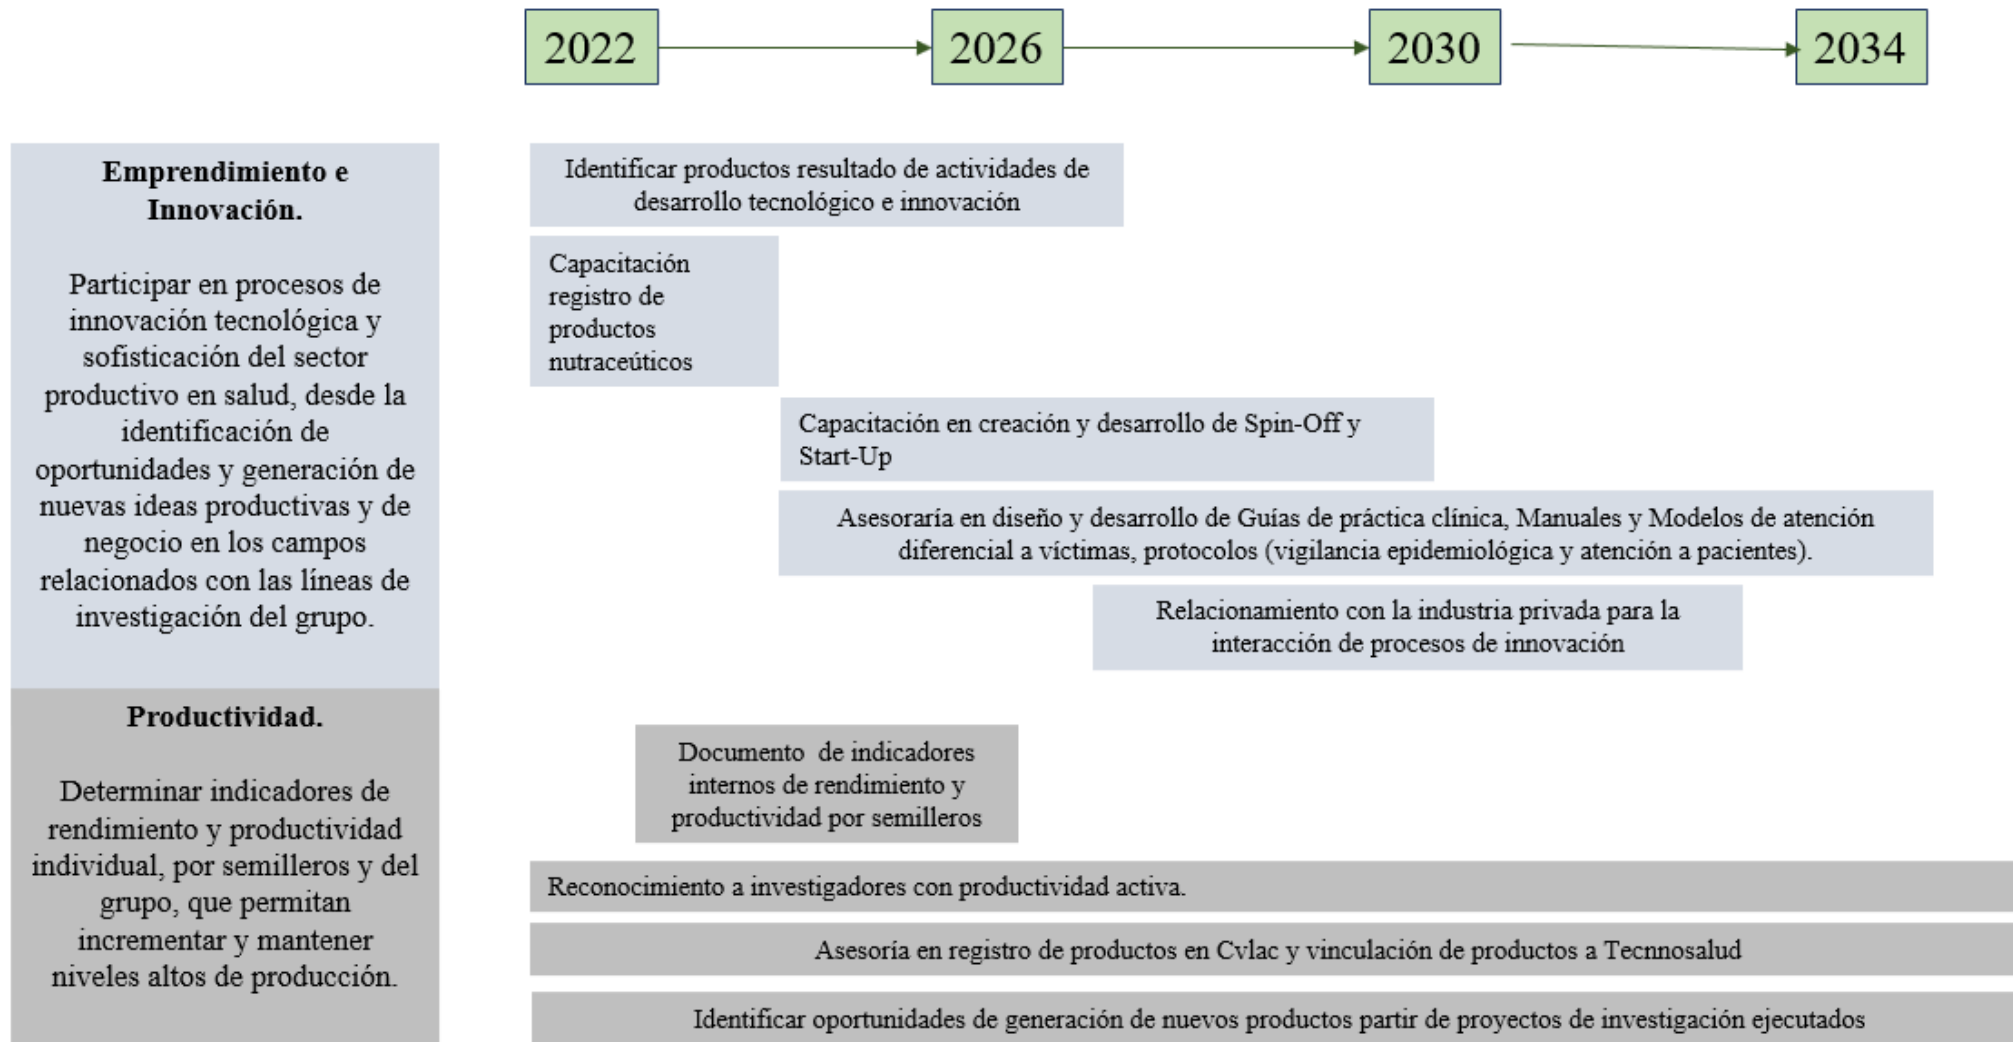 2022
2026
2030
2034
Emprendimiento e
Innovación.
Participar en procesos de
innovación tecnológica y
sofisticación del sector
productivo en salud, desde la
identificación de
oportunidades y generación de
nuevas ideas productivas y de
negocio en los campos
relacionados con las líneas de
investigación del grupo.
Identificar productos resultado de actividades de
desarrollo tecnológico e innovación
Capacitación
registro de
productos
nutraceúticos
Capacitación en creación y desarrollo de Spin-Off y
Start-Up
Asesoraría en diseño y desarrollo de Guías de práctica clínica, Manuales y Modelos de atención
diferencial a víctimas, protocolos (vigilancia epidemiológica y atención a pacientes).
Relacionamiento con la industria privada para la
interacción de procesos de innovación
Productividad.
Determinar indicadores de
rendimiento y productividad
individual, por semilleros y del
grupo, que permitan
incrementar y mantener
niveles altos de producción.
Documento de indicadores
internos de rendimiento y
productividad por semilleros
Reconocimiento a investigadores con productividad activa.
Asesoría en registro de productos en Cvlac y vinculación de productos a Tecnnosalud
Identificar oportunidades de generación de nuevos productos partir de proyectos de investigación ejecutados